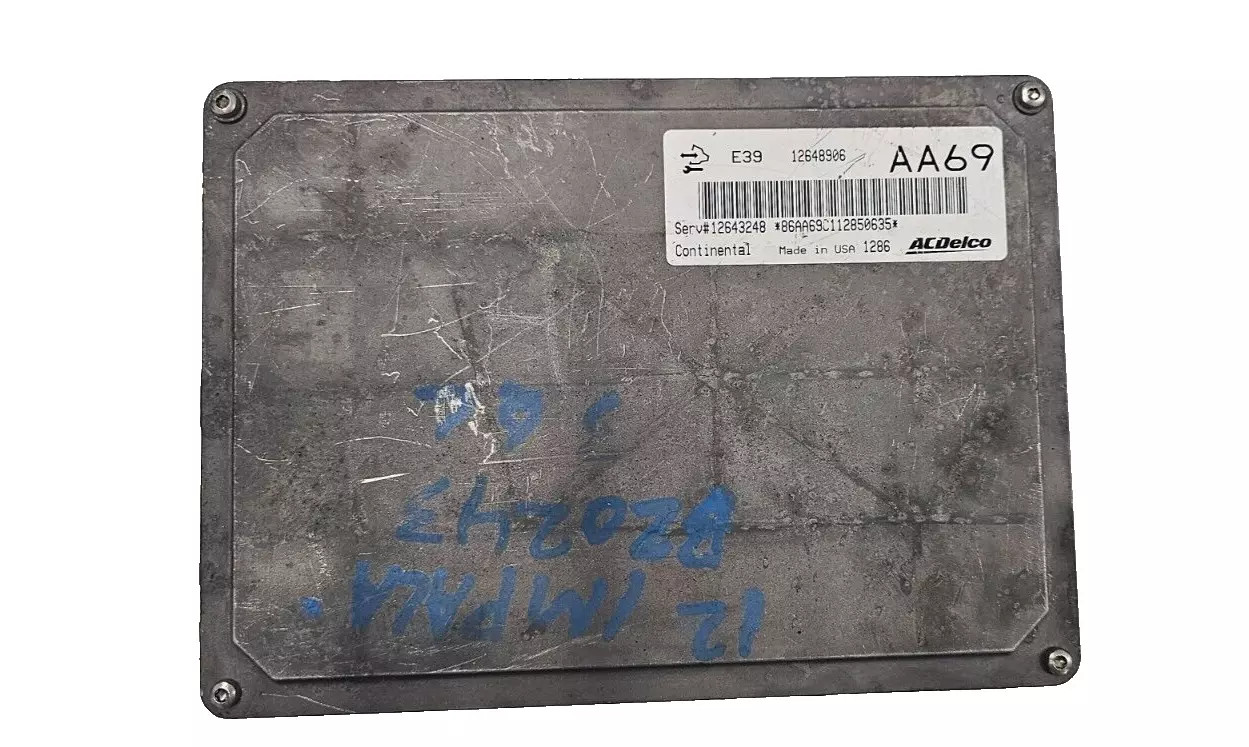 E39 12648906 AA69
Serv#12643248 *86AA69C112850635*
Continental Made in USA 1286 ACDelco
12 IMPALA
BZ0243
3.6L